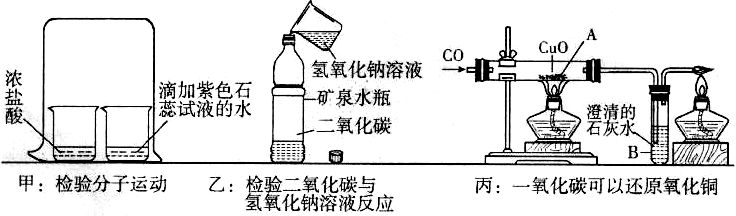 浓盐酸
滴加紫色石
蕊试液的水
甲：检验分子运动
氢氧化钠溶液
矿泉水瓶
二氧化碳
乙：检验二氧化碳与
氢氧化钠溶液反应
CO
CuO
A
澄清的
石灰水
B
丙：一氧化碳可以还原氧化铜